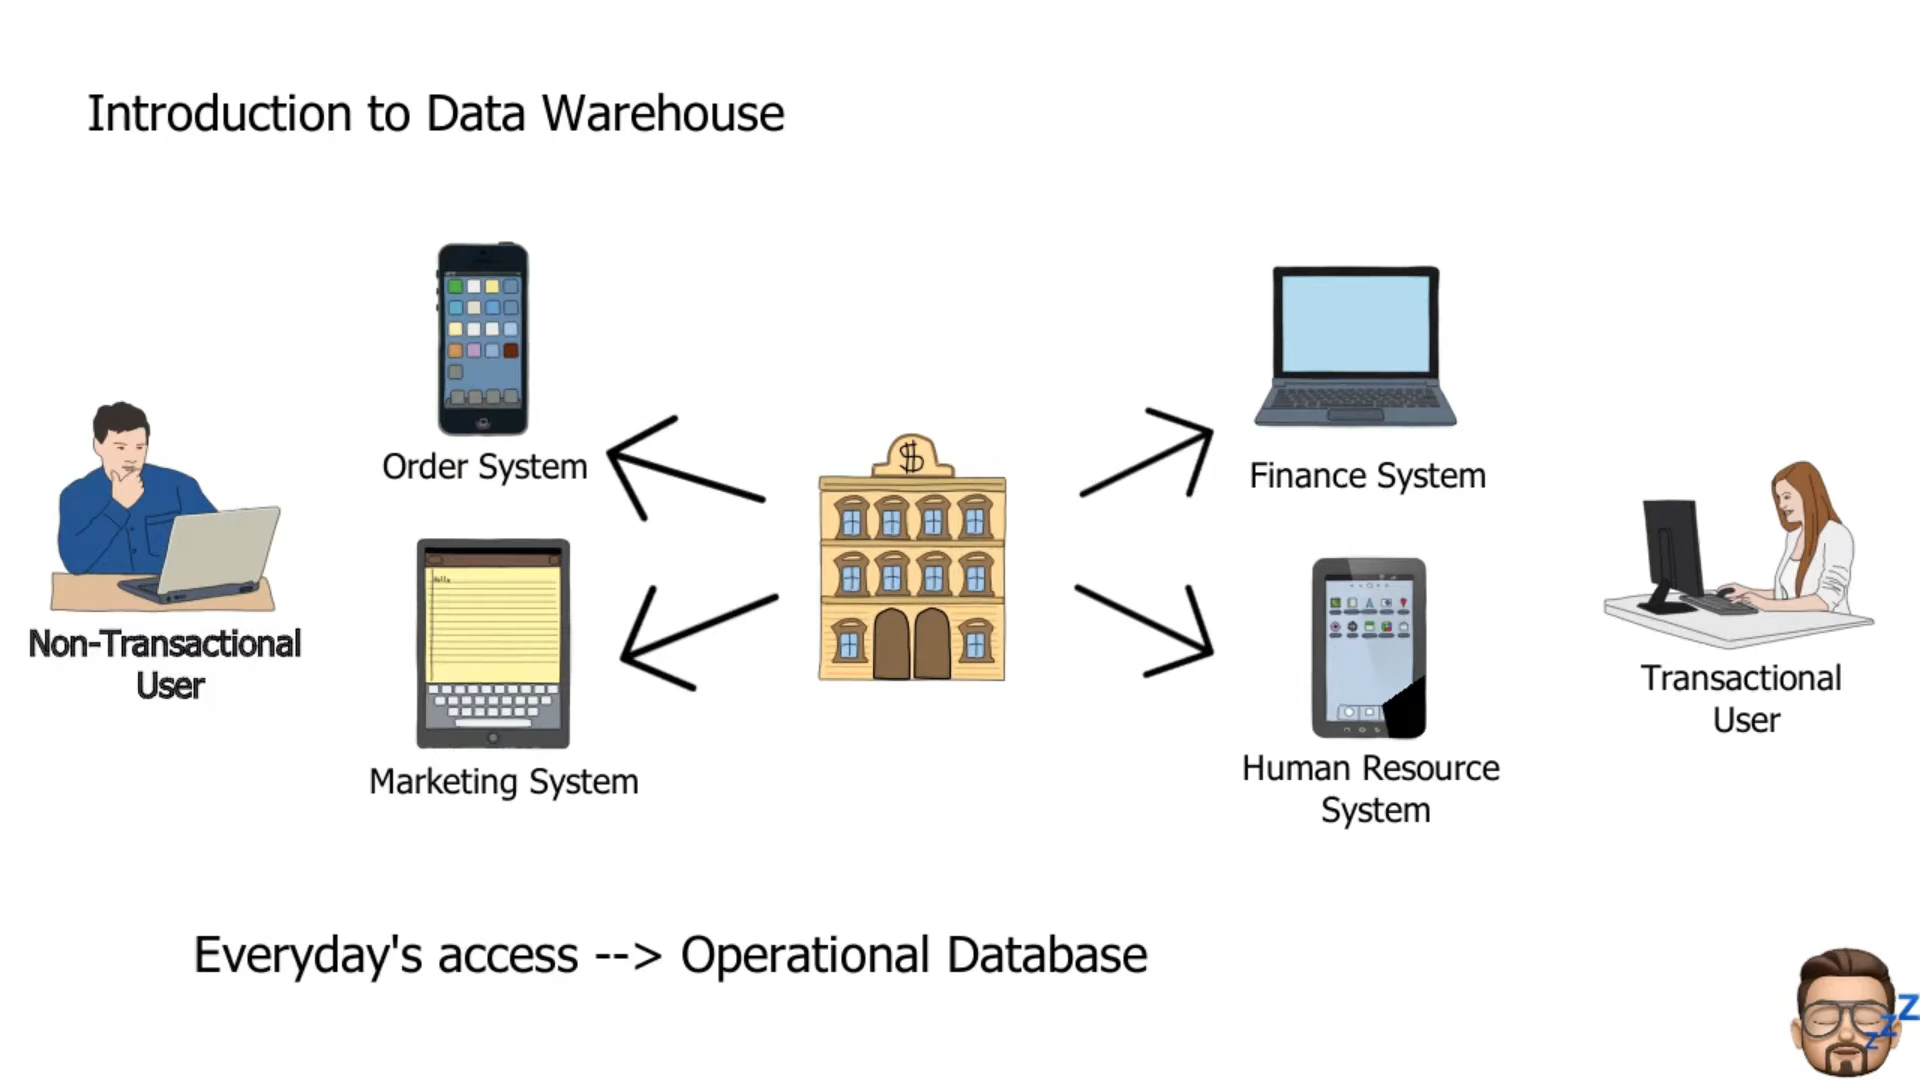 Introduction to Data Warehouse
$
Order System
Finance System
Hello
Non-Transactional
User
Transactional
User
Marketing System
Human Resource
System
Everyday's access --> Operational Database
z
z
Z